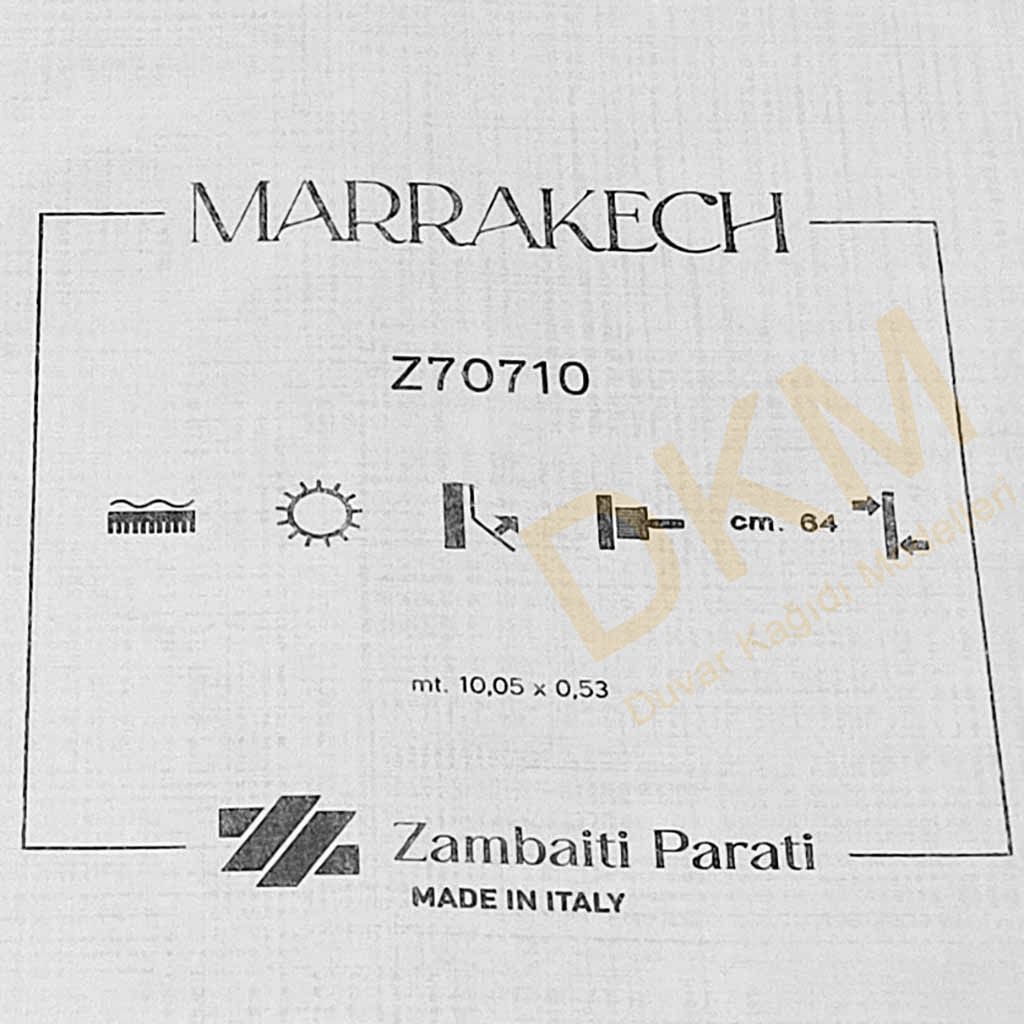 MARRAKECH
Z70710
cm. 64
mt. 10,05 x 0,53
Zambaiti Parati
MADE IN ITALY
DKM
Duvar Kağıdı Modelleri